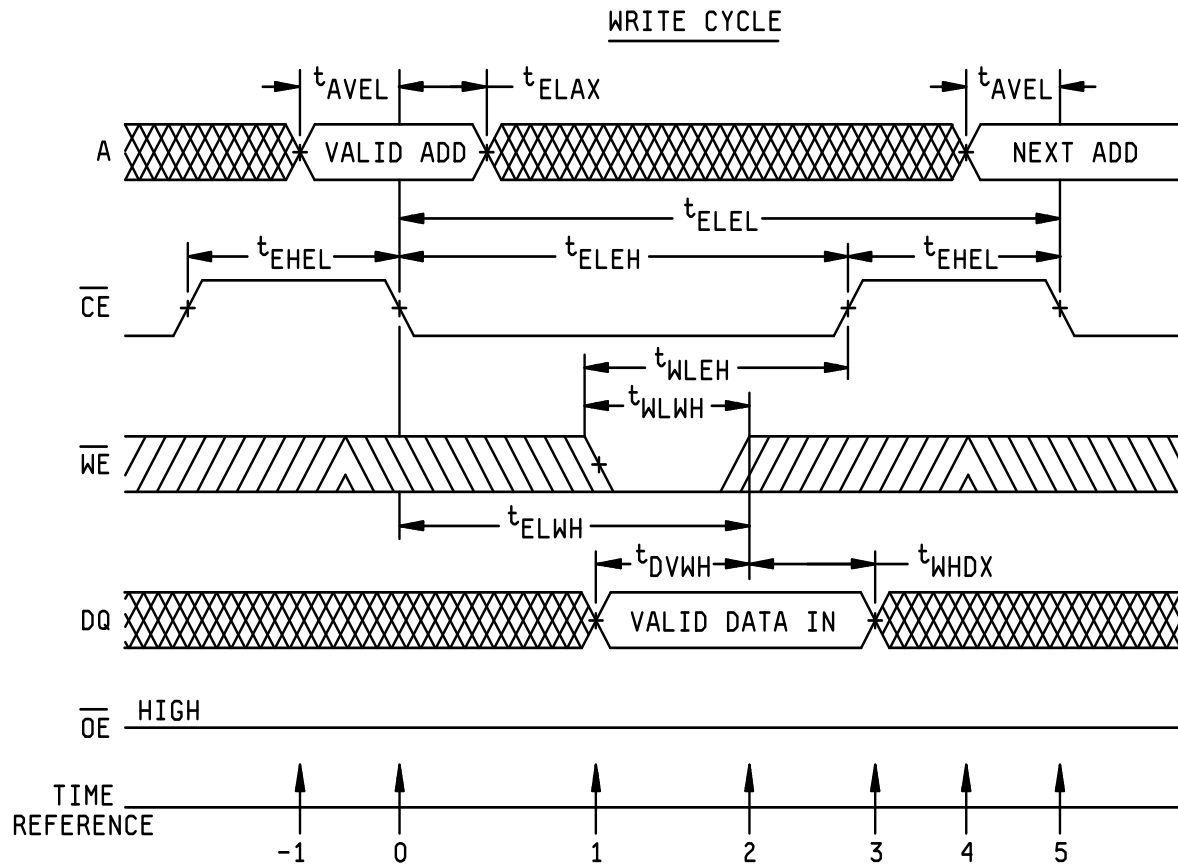 WRITE CYCLE
tAVEL tELAX tAVEL
A VALID ADD NEXT ADD
tELEL
tEHEL tELEH tEHEL
CE
tWLEH
tWLWH
WE
tELWH
tDVWH tWHDX
DQ VALID DATA IN
OE HIGH
TIME
REFERENCE
-1 0 1 2 3 4 5